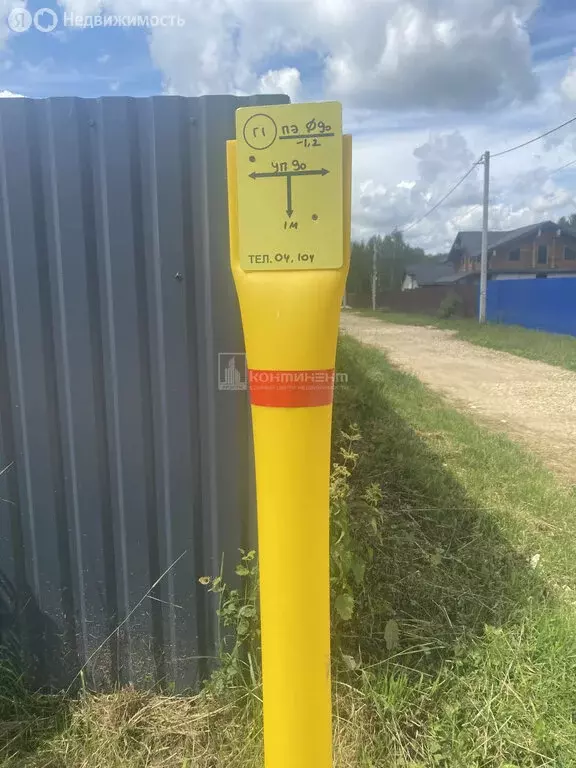 Я Недвижимость
Г1 ПЭ Ø90
-1,2
УП 90
1М
ТЕЛ. 04, 104
КОНТИНЕНТ